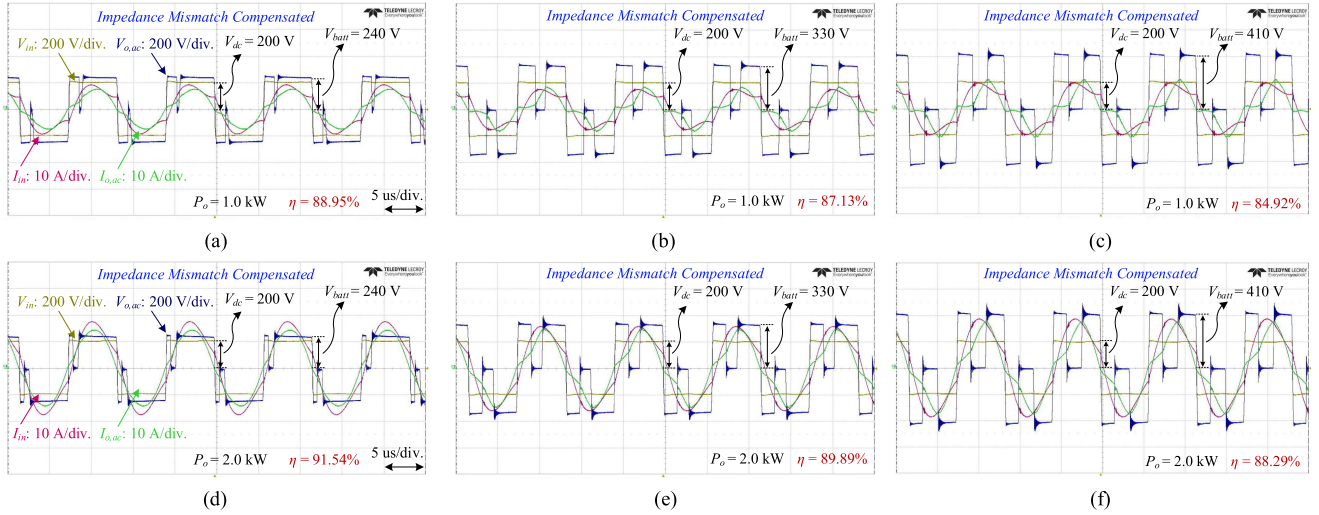 Impedance Mismatch Compensated
TELEDYNE LECROY
Everywhereyoulook
V_in: 200 V/div. V_o,ac: 200 V/div.
V_dc = 200 V
V_batt = 240 V
I_in: 10 A/div. I_o,ac: 10 A/div.
5 us/div.
P_o = 1.0 kW η = 88.95%
(a)
Impedance Mismatch Compensated
TELEDYNE LECROY
Everywhereyoulook
V_dc = 200 V
V_batt = 330 V
P_o = 1.0 kW η = 87.13%
(b)
Impedance Mismatch Compensated
TELEDYNE LECROY
Everywhereyoulook
V_dc = 200 V
V_batt = 410 V
P_o = 1.0 kW η = 84.92%
(c)
Impedance Mismatch Compensated
TELEDYNE LECROY
Everywhereyoulook
V_in: 200 V/div. V_o,ac: 200 V/div.
V_dc = 200 V
V_batt = 240 V
I_in: 10 A/div. I_o,ac: 10 A/div.
5 us/div.
P_o = 2.0 kW η = 91.54%
(d)
Impedance Mismatch Compensated
TELEDYNE LECROY
Everywhereyoulook
V_dc = 200 V
V_batt = 330 V
P_o = 2.0 kW η = 89.89%
(e)
Impedance Mismatch Compensated
TELEDYNE LECROY
Everywhereyoulook
V_dc = 200 V
V_batt = 410 V
P_o = 2.0 kW η = 88.29%
(f)